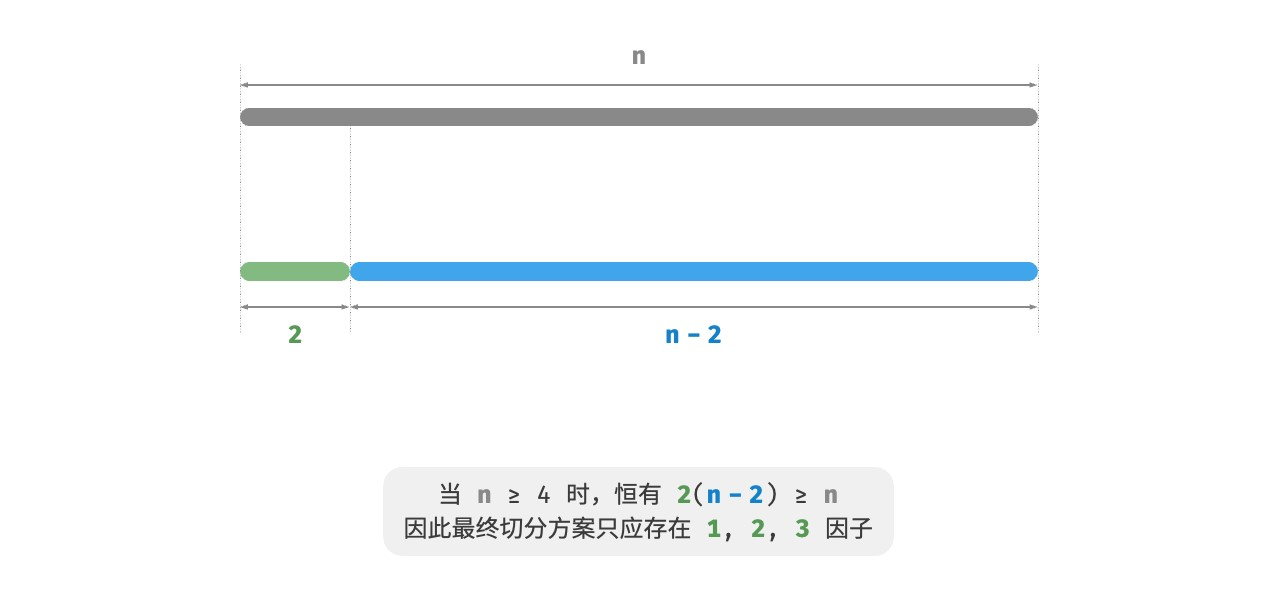 n
2
n - 2
当 n ≥ 4 时，恒有 2(n - 2) ≥ n
因此最终切分方案只应存在 1, 2, 3 因子